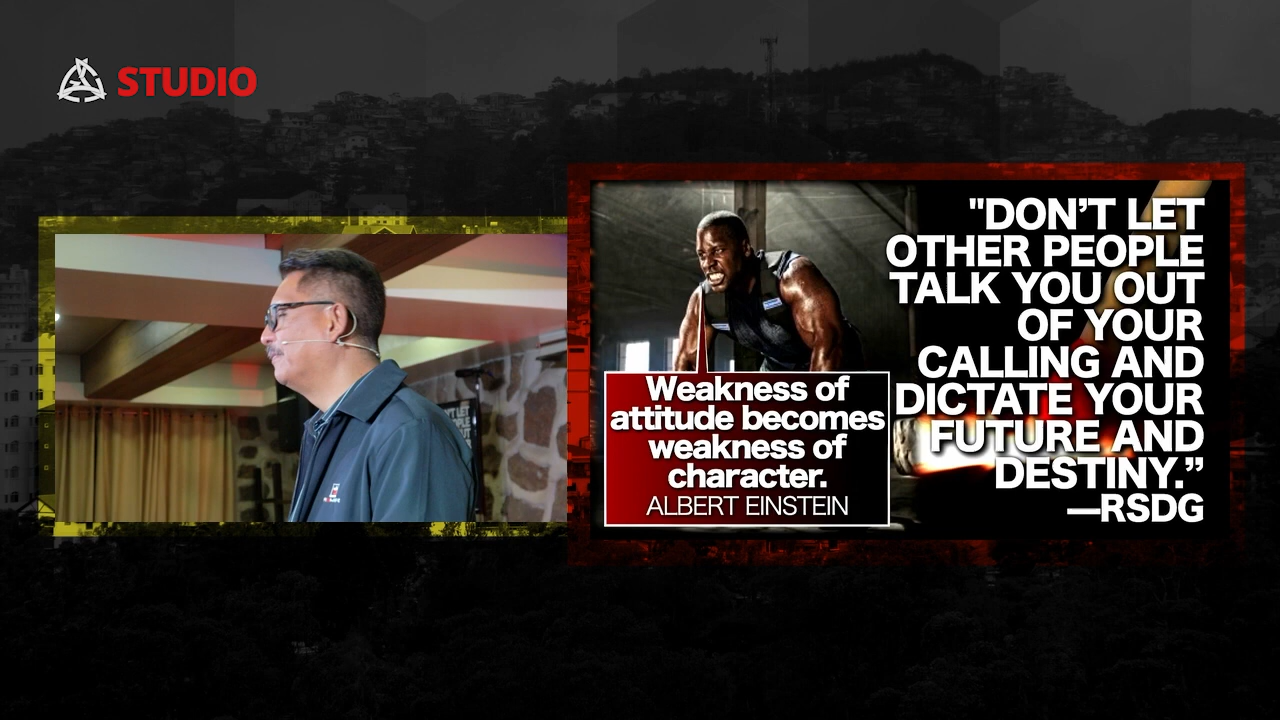 STUDIO
"DON’T LET
OTHER PEOPLE
TALK YOU OUT
OF YOUR
CALLING AND
DICTATE YOUR
FUTURE AND
DESTINY.”
—RSDG
Weakness of
attitude becomes
weakness of
character.
ALBERT EINSTEIN